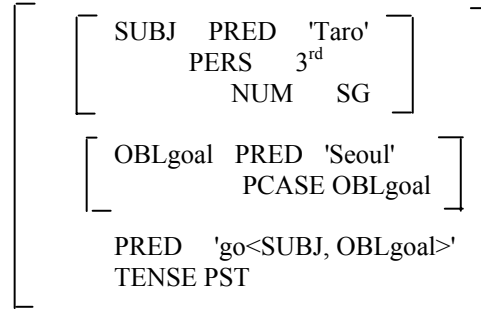 SUBJ PRED 'Taro'
PERS 3rd
NUM SG
OBLgoal PRED 'Seoul'
PCASE OBLgoal
PRED 'go<SUBJ, OBLgoal>'
TENSE PST